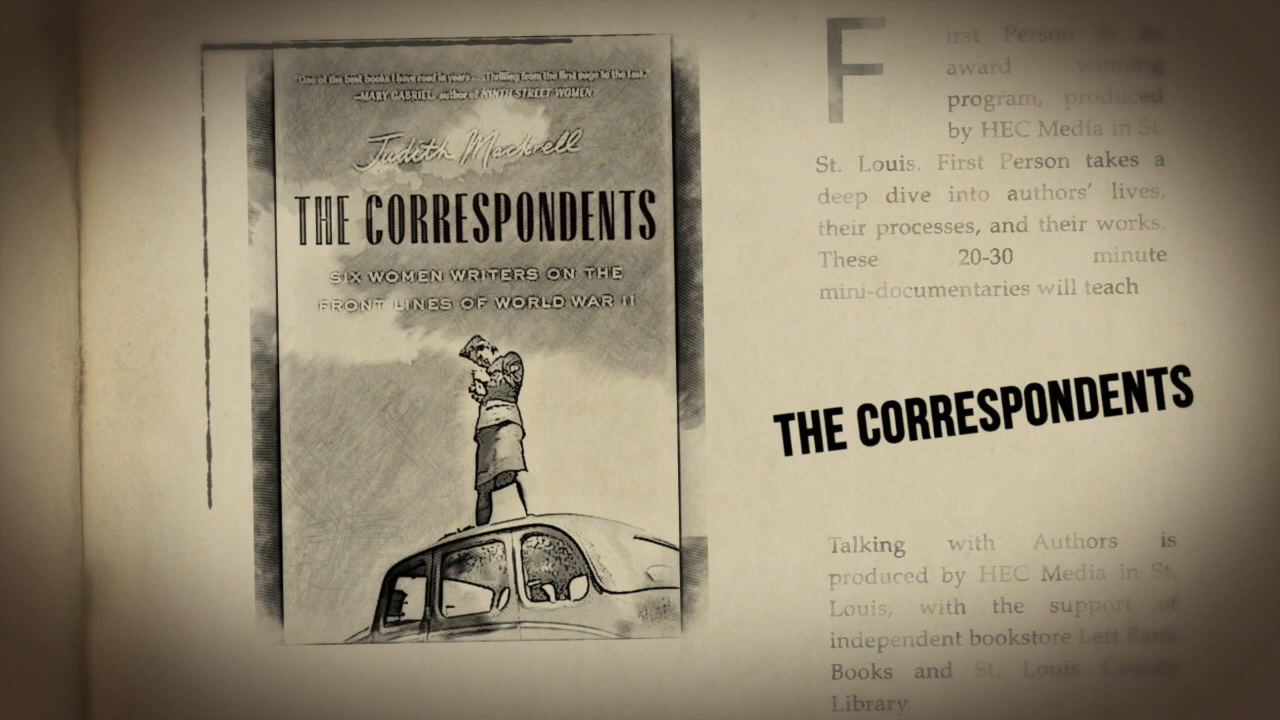 "One of the best books I have read in years . . . Thrilling from the first page to the last."
—MARY GABRIEL, author of NINTH STREET WOMEN
Judith Mackrell
THE CORRESPONDENTS
SIX WOMEN WRITERS ON THE
FRONT LINES OF WORLD WAR II
First Person is an
award winning
program, produced
by HEC Media in St.
St. Louis. First Person takes a
deep dive into authors' lives,
their processes, and their works.
These 20-30 minute
mini-documentaries will teach
THE CORRESPONDENTS
Talking with Authors is
produced by HEC Media in St.
Louis, with the support of
independent bookstore Left Bank
Books and St. Louis County
Library.